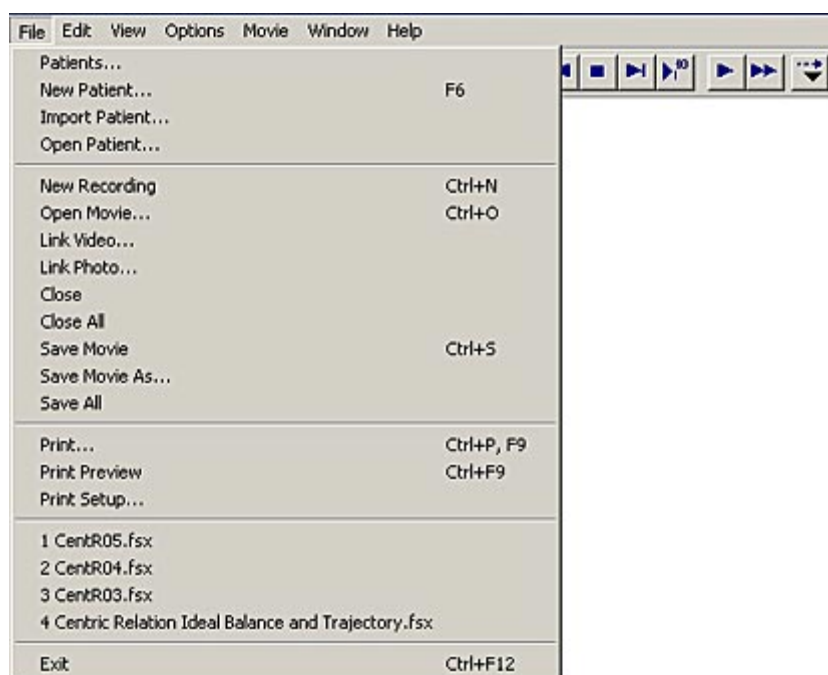 File Edit View Options Movie Window Help
Patients...
New Patient... F6
Import Patient...
Open Patient...
New Recording Ctrl+N
Open Movie... Ctrl+O
Link Video...
Link Photo...
Close
Close All
Save Movie Ctrl+S
Save Movie As...
Save All
Print... Ctrl+P, F9
Print Preview Ctrl+F9
Print Setup...
1 CentR05.fsx
2 CentR04.fsx
3 CentR03.fsx
4 Centric Relation Ideal Balance and Trajectory.fsx
Exit Ctrl+F12